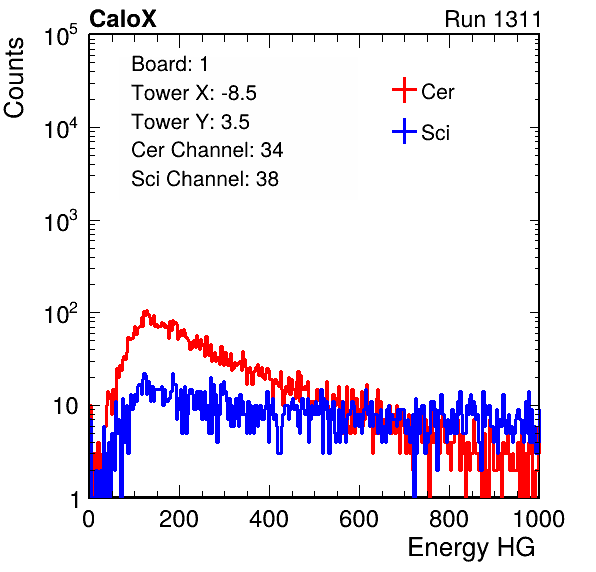 CaloX Run 1311
Counts
Board: 1
Tower X: -8.5
Tower Y: 3.5
Cer Channel: 34
Sci Channel: 38
Cer
Sci
10^5
10^4
10^3
10^2
10
1
0 200 400 600 800 1000
Energy HG